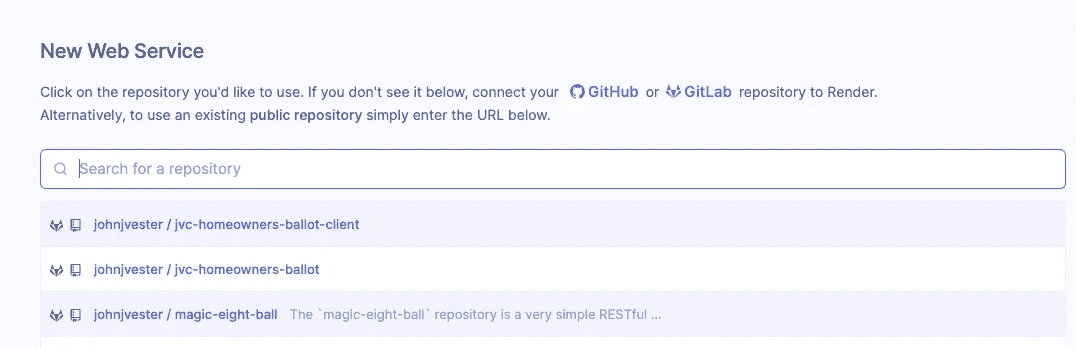 New Web Service
Click on the repository you'd like to use. If you don't see it below, connect your GitHub or GitLab repository to Render.
Alternatively, to use an existing public repository simply enter the URL below.
Search for a repository
johnjvester / jvc-homeowners-ballot-client
johnjvester / jvc-homeowners-ballot
johnjvester / magic-eight-ball The `magic-eight-ball` repository is a very simple RESTful ...